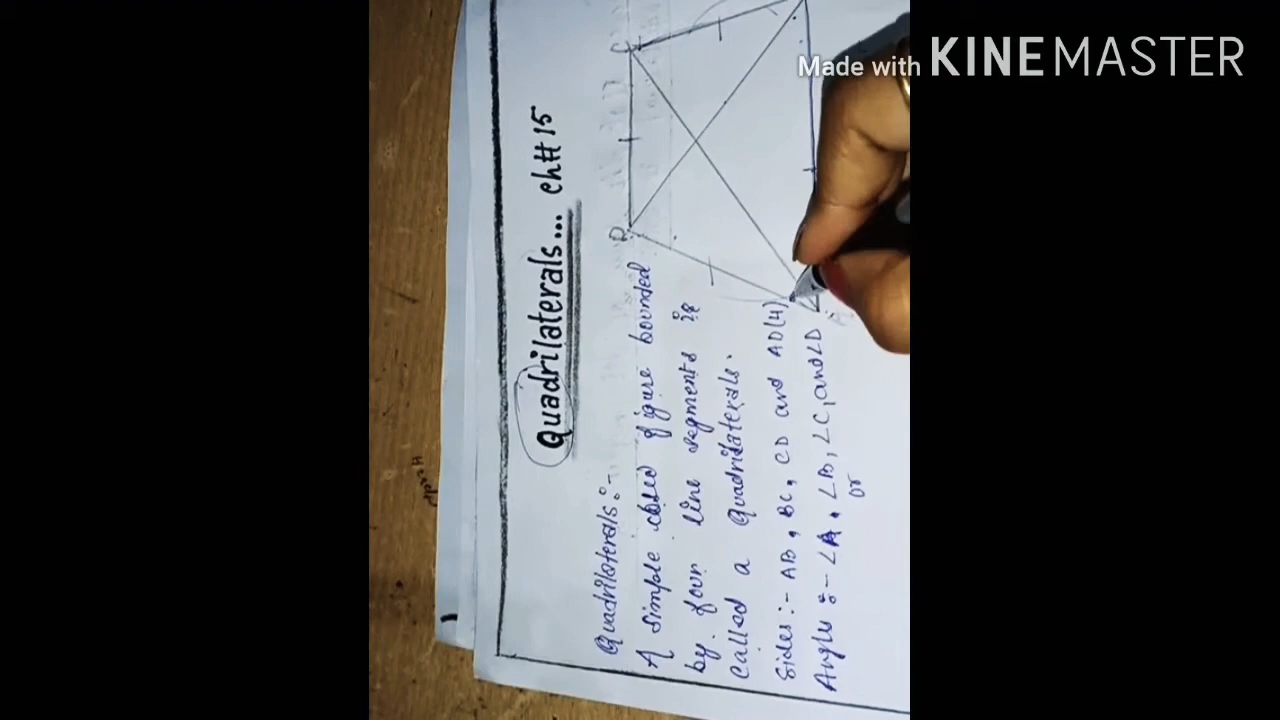 Made with KINEMASTER
Quadrilaterals... ch#15
Quadrilaterals:-
A simple closed figure bounded
by four line segments is
called a Quadrilaterals.
Sides:- AB, BC, CD and AD(4)
Angle :- ∠A, ∠B, ∠C, and ∠D
or
D
C
A